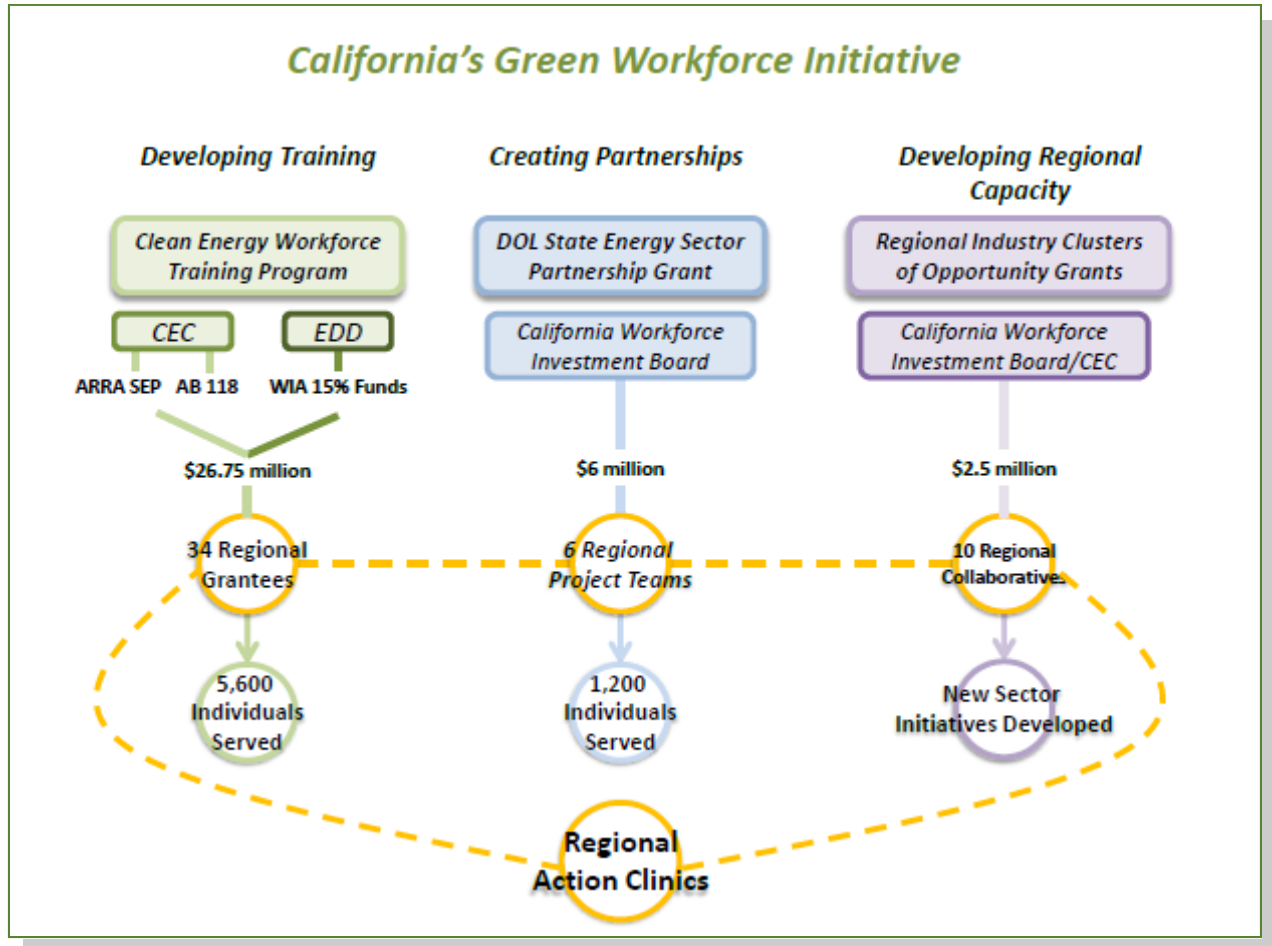 California's Green Workforce Initiative
Developing Training
Creating Partnerships
Developing Regional
Capacity
Clean Energy Workforce
Training Program
DOL State Energy Sector
Partnership Grant
Regional Industry Clusters
of Opportunity Grants
CEC
EDD
California Workforce
Investment Board
California Workforce
Investment Board/CEC
ARRA SEP
AB 118
WIA 15% Funds
$26.75 million
$6 million
$2.5 million
34 Regional
Grantees
6 Regional
Project Teams
10 Regional
Collaboratives
5,600
Individuals
Served
1,200
Individuals
Served
New Sector
Initiatives Developed
Regional
Action Clinics